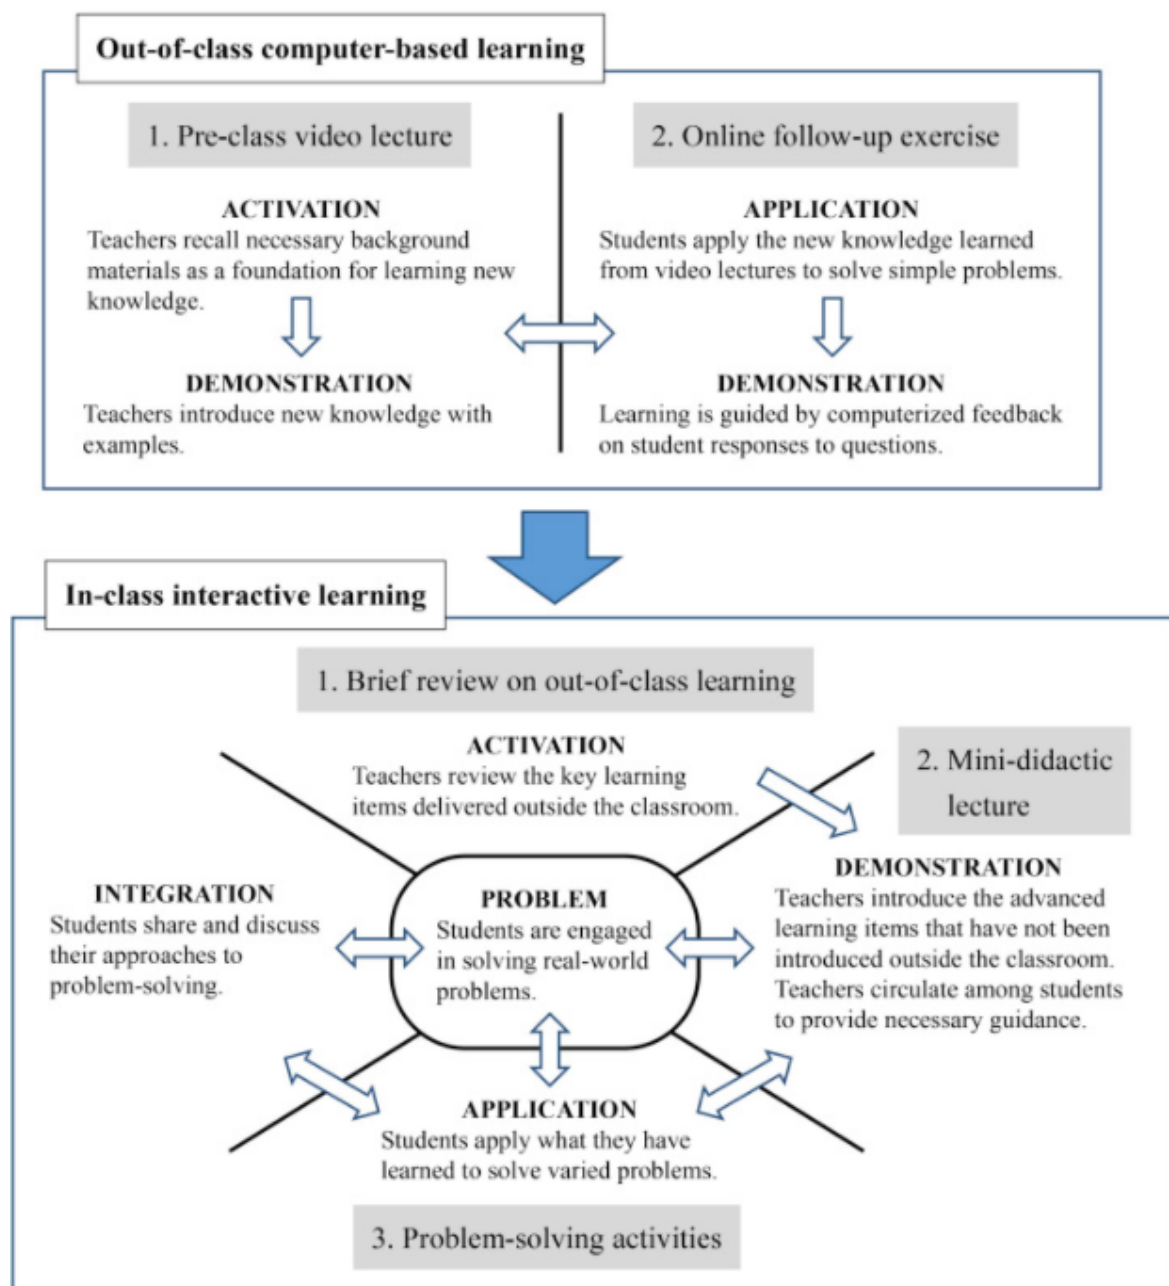 Out-of-class computer-based learning
1. Pre-class video lecture
ACTIVATION
Teachers recall necessary background
materials as a foundation for learning new
knowledge.
DEMONSTRATION
Teachers introduce new knowledge with
examples.
2. Online follow-up exercise
APPLICATION
Students apply the new knowledge learned
from video lectures to solve simple problems.
DEMONSTRATION
Learning is guided by computerized feedback
on student responses to questions.
In-class interactive learning
1. Brief review on out-of-class learning
ACTIVATION
Teachers review the key learning
items delivered outside the classroom.
2. Mini-didactic
lecture
DEMONSTRATION
Teachers introduce the advanced
learning items that have not been
introduced outside the classroom.
Teachers circulate among students
to provide necessary guidance.
INTEGRATION
Students share and discuss
their approaches to
problem-solving.
PROBLEM
Students are engaged
in solving real-world
problems.
APPLICATION
Students apply what they have
learned to solve varied problems.
3. Problem-solving activities